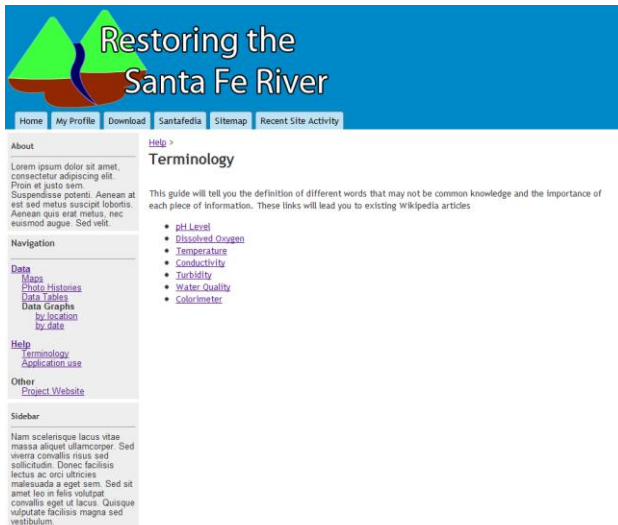 Restoring the
Santa Fe River
Home My Profile Download Santafedia Sitemap Recent Site Activity
About
Lorem ipsum dolor sit amet,
consectetur adipiscing elit.
Proin et justo sem.
Suspendisse potenti. Aenean at
est sed metus suscipit lobortis.
Aenean quis erat metus, nec
euismod augue. Sed velit.
Navigation
Data
Maps
Photo Histories
Data Tables
Data Graphs
by location
by date
Help
Terminology
Application use
Other
Project Website
Sidebar
Nam scelerisque lacus vitae
massa aliquet ullamcorper. Sed
viverra convallis risus sed
sollicitudin. Donec facilisis
lectus ac orci ultricies
malesuada a eget sem. Sed sit
amet leo in felis volutpat
convallis eget ut lacus. Quisque
vulputate facilisis magna sed
vestibulum.
Help >
Terminology
This guide will tell you the definition of different words that may not be common knowledge and the importance of
each piece of information. These links will lead you to existing Wikipedia articles
pH Level
Dissolved Oxygen
Temperature
Conductivity
Turbidity
Water Quality
Colorimeter